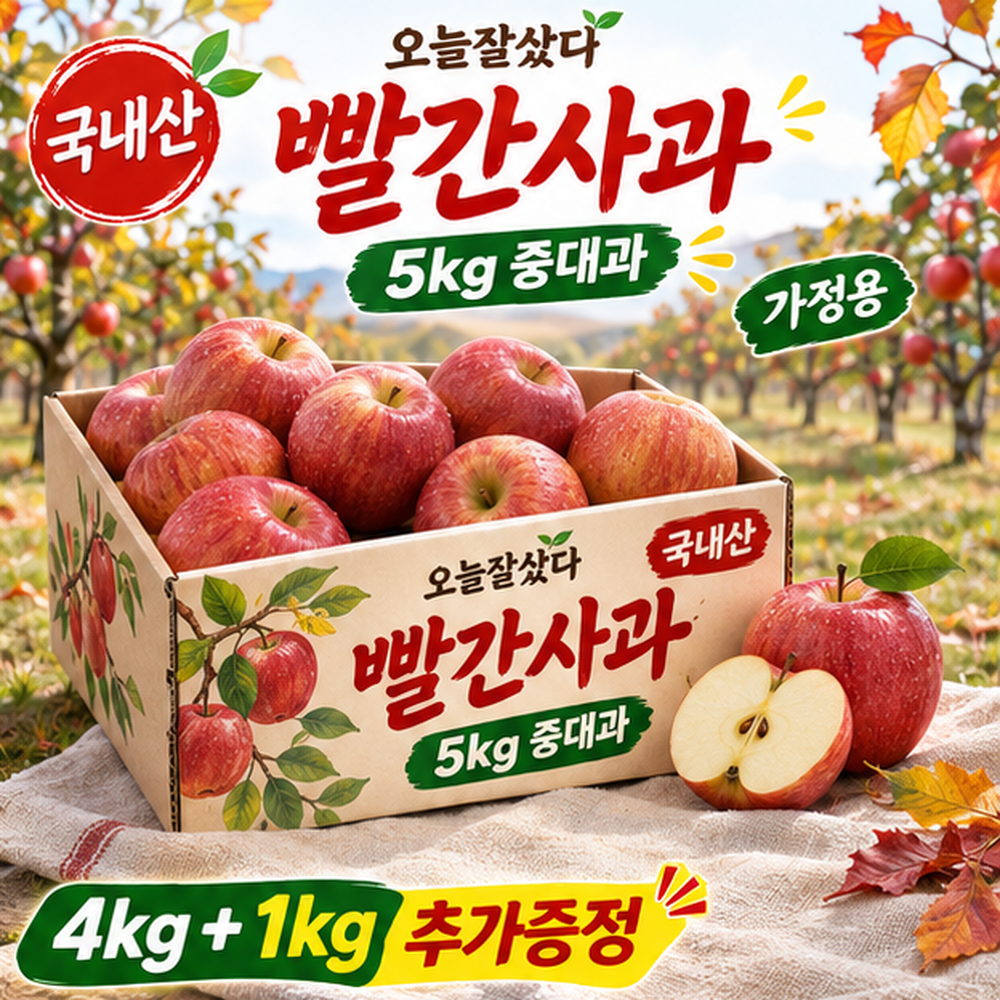 오늘잘샀다
국내산
빨간사과
5kg 중대과
가정용
오늘잘샀다
국내산
빨간사과
5kg 중대과
4kg + 1kg 추가증정